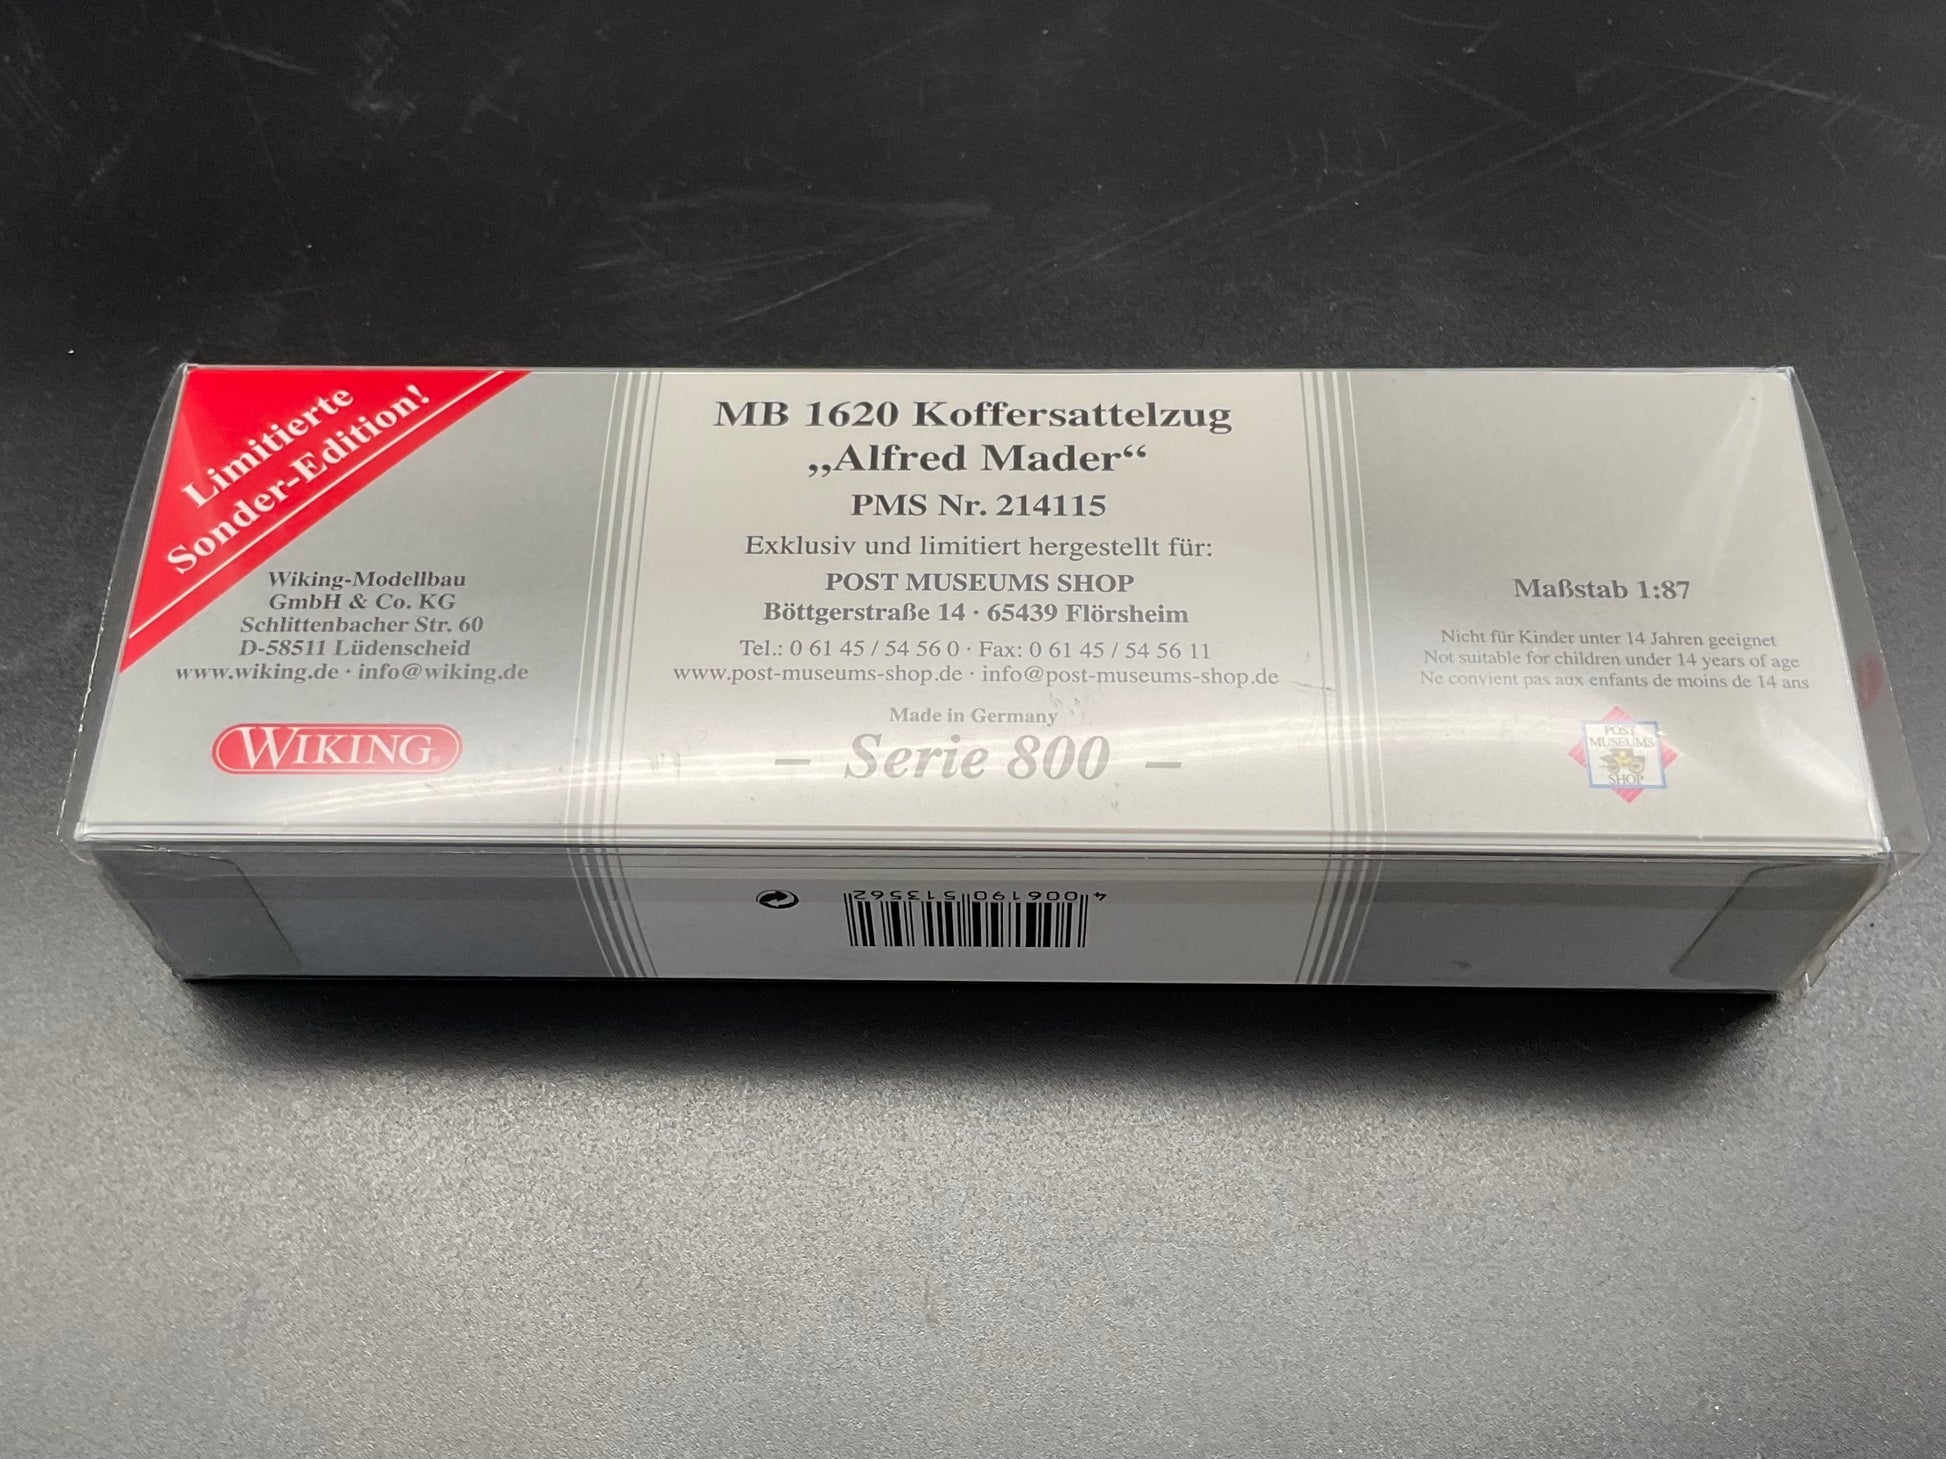 Limitierte
Sonder-Edition!
Wiking-Modellbau
GmbH & Co. KG
Schlittenbacher Str. 60
D-58511 Lüdenscheid
www.wiking.de · info@wiking.de
WIKING®
MB 1620 Koffersattelzug
„Alfred Mader“
PMS Nr. 214115
Exklusiv und limitiert hergestellt für:
POST MUSEUMS SHOP
Böttgerstraße 14 · 65439 Flörsheim
Tel.: 0 61 45 / 54 56 0 · Fax: 0 61 45 / 54 56 11
www.post-museums-shop.de · info@post-museums-shop.de
Made in Germany
– Serie 800 –
Maßstab 1:87
Nicht für Kinder unter 14 Jahren geeignet
Not suitable for children under 14 years of age
Ne convient pas aux enfants de moins de 14 ans
POST
MUSEUMS
SHOP
4 006190 513562